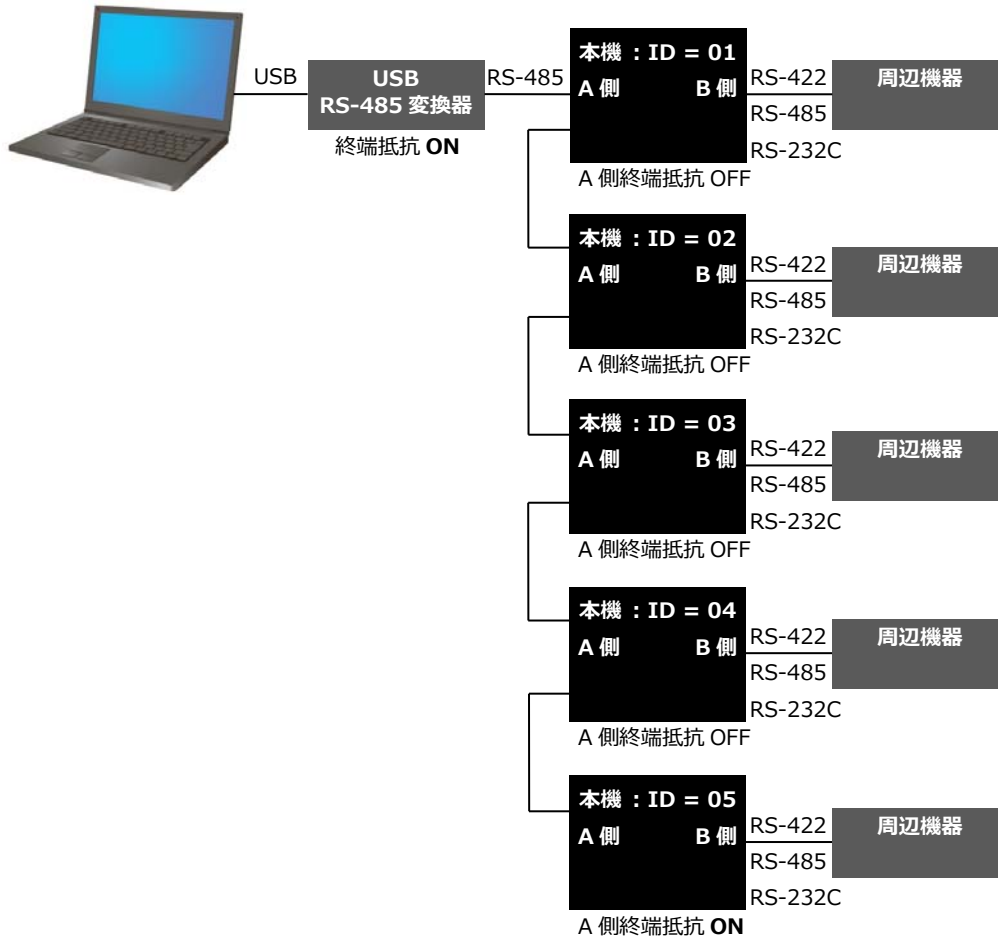 本機 : ID = 01
USB
USB
RS-485 変換器
RS-485
A 側
B 側
RS-422
周辺機器
RS-485
RS-232C
終端抵抗 ON
A 側終端抵抗 OFF
本機 : ID = 02
A 側
B 側
RS-422
周辺機器
RS-485
RS-232C
A 側終端抵抗 OFF
本機 : ID = 03
A 側
B 側
RS-422
周辺機器
RS-485
RS-232C
A 側終端抵抗 OFF
本機 : ID = 04
A 側
B 側
RS-422
周辺機器
RS-485
RS-232C
A 側終端抵抗 OFF
本機 : ID = 05
A 側
B 側
RS-422
周辺機器
RS-485
RS-232C
A 側終端抵抗 ON